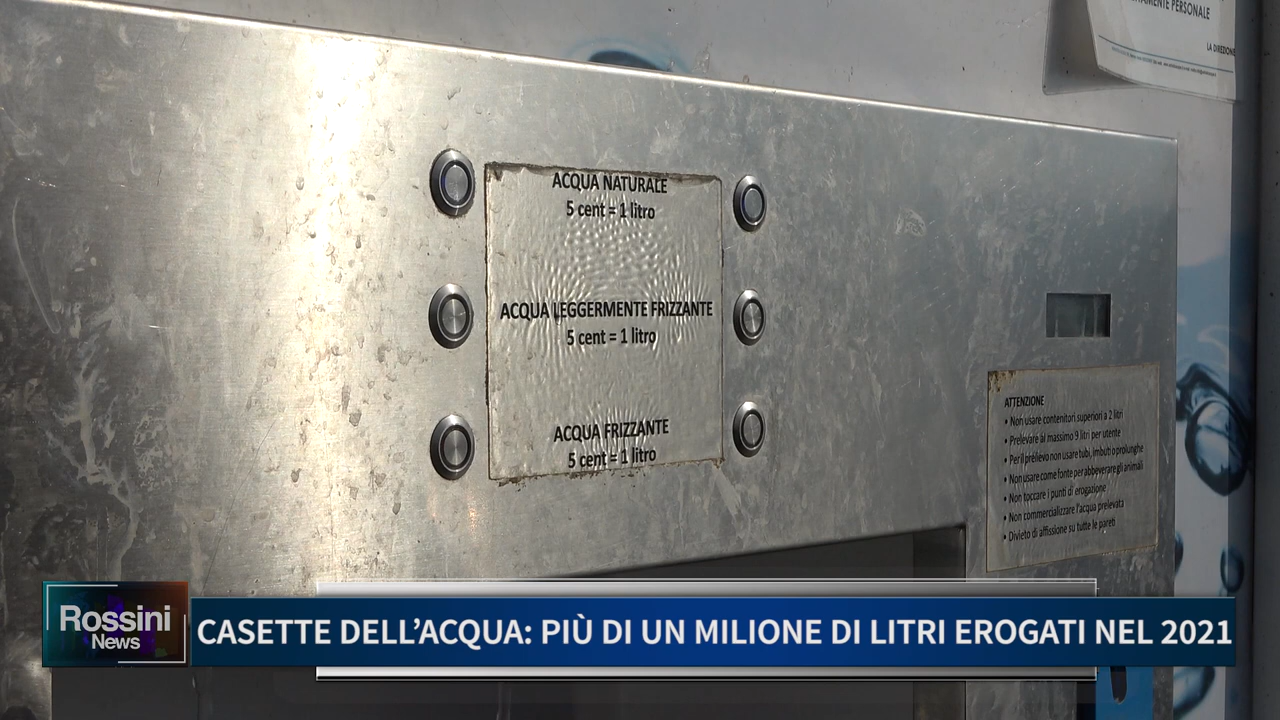 TAMENTE PERSONALE
LA DIREZIONE
ACQUA NATURALE
5 cent = 1 litro
ACQUA LEGGERMENTE FRIZZANTE
5 cent = 1 litro
ACQUA FRIZZANTE
5 cent = 1 litro
ATTENZIONE
• Non usare contenitori superiori a 2 litri
• Prelevare al massimo 9 litri per utente
• Per il prelievo non usare tubi, imbuti o prolunghe
• Non usare come fonte per abbeverare gli animali
• Non toccare i punti di erogazione
• Non commercializzare l'acqua prelevata
• Divieto di affissione su tutte le pareti
Rossini
News
CASETTE DELL'ACQUA: PIÙ DI UN MILIONE DI LITRI EROGATI NEL 2021